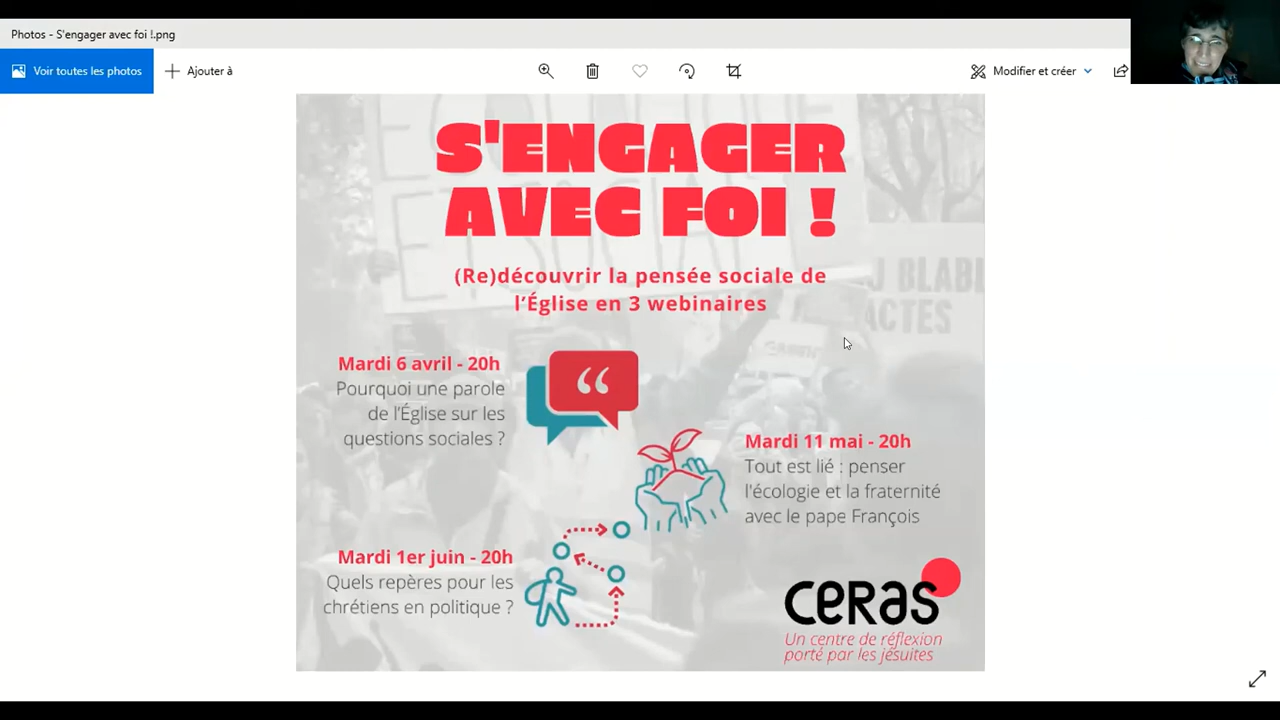 Photos - S'engager avec foi !.png
Voir toutes les photos
Ajouter à
Modifier et créer
S'ENGAGER
AVEC FOI !
(Re)découvrir la pensée sociale de
l'Église en 3 webinaires
Mardi 6 avril - 20h
Pourquoi une parole
de l'Église sur les
questions sociales ?
Mardi 11 mai - 20h
Tout est lié : penser
l'écologie et la fraternité
avec le pape François
Mardi 1er juin - 20h
Quels repères pour les
chrétiens en politique ?
CERAS
Un centre de réflexion
porté par les jésuites
BLABL
ACTES